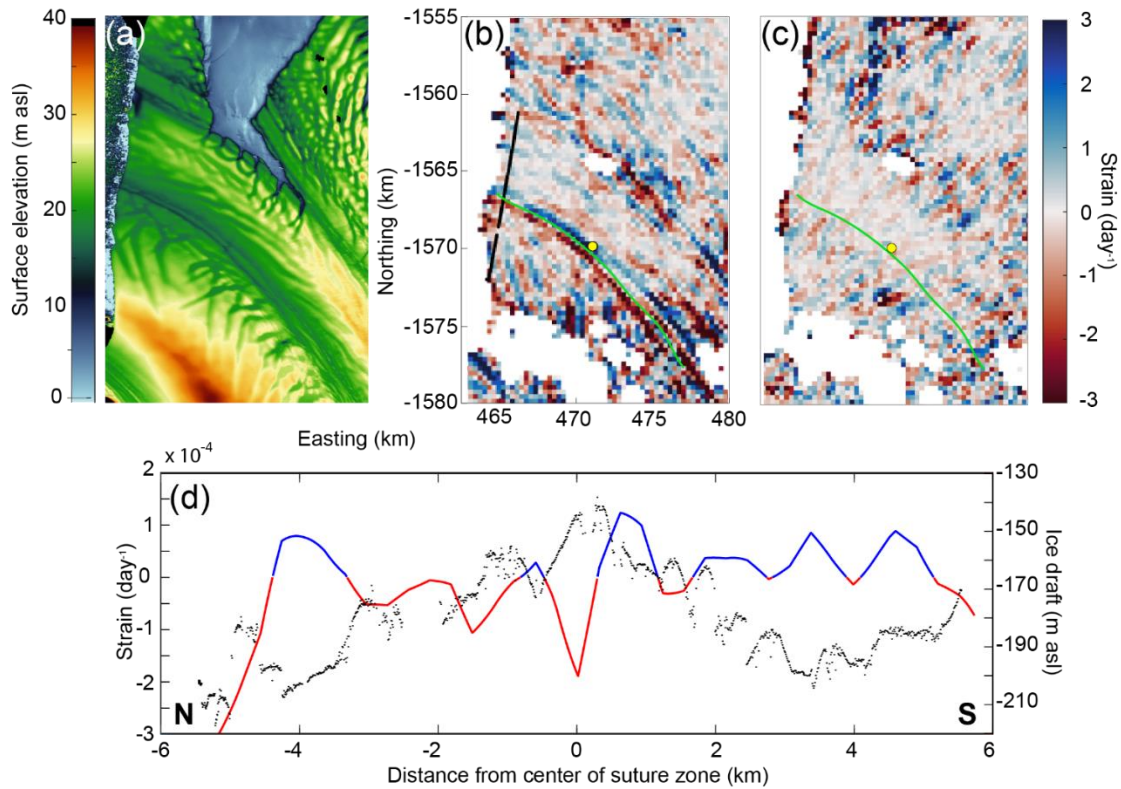 (a)
(b)
(c)
Surface elevation (m asl)
40
30
20
10
0
Northing (km)
-1555
-1560
-1565
-1570
-1575
-1580
465
470
475
480
Easting (km)
3
2
1
0
-1
-2
-3
Strain (day⁻¹)
(d)
2 x 10⁻⁴
1
0
-1
-2
-3
Strain (day⁻¹)
-130
-150
-170
-190
-210
Ice draft (m asl)
N
S
-6
-4
-2
0
2
4
6
Distance from center of suture zone (km)